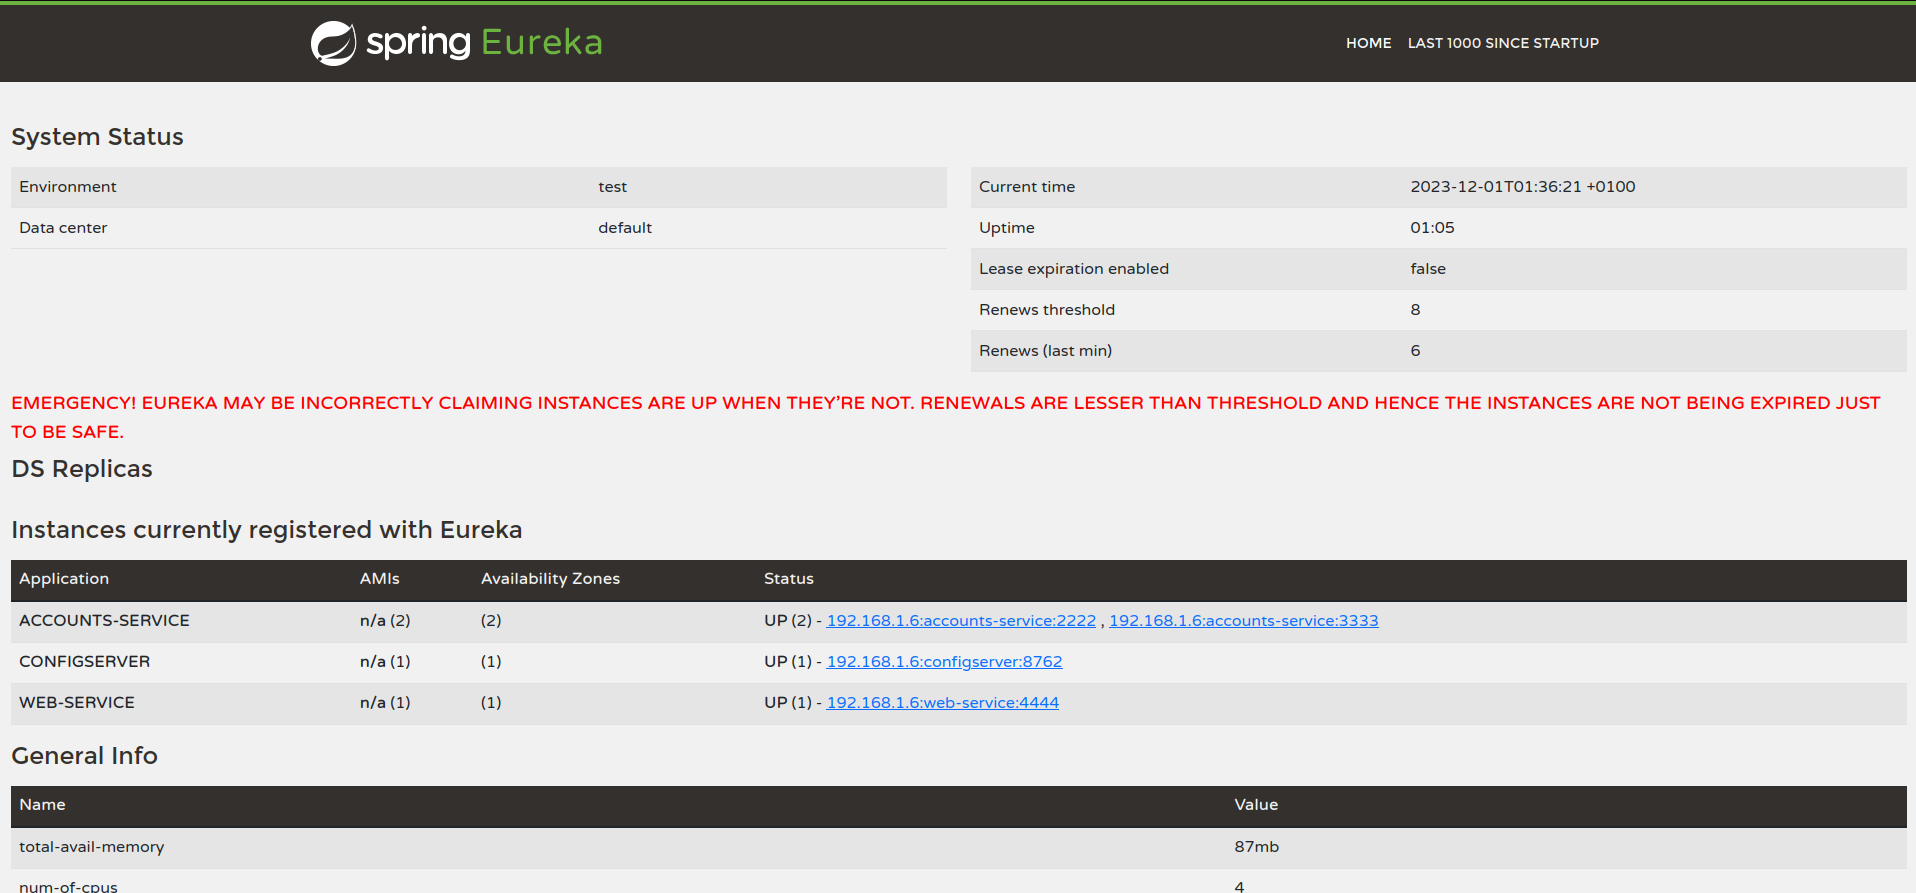 spring Eureka
HOME LAST 1000 SINCE STARTUP
System Status
Environment test
Data center default
Current time 2023-12-01T01:36:21 +0100
Uptime 01:05
Lease expiration enabled false
Renews threshold 8
Renews (last min) 6
EMERGENCY! EUREKA MAY BE INCORRECTLY CLAIMING INSTANCES ARE UP WHEN THEY'RE NOT. RENEWALS ARE LESSER THAN THRESHOLD AND HENCE THE INSTANCES ARE NOT BEING EXPIRED JUST
TO BE SAFE.
DS Replicas
Instances currently registered with Eureka
Application AMIs Availability Zones Status
ACCOUNTS-SERVICE n/a (2) (2) UP (2) - 192.168.1.6:accounts-service:2222 , 192.168.1.6:accounts-service:3333
CONFIGSERVER n/a (1) (1) UP (1) - 192.168.1.6:configserver:8762
WEB-SERVICE n/a (1) (1) UP (1) - 192.168.1.6:web-service:4444
General Info
Name Value
total-avail-memory 87mb
num-of-cpus 4